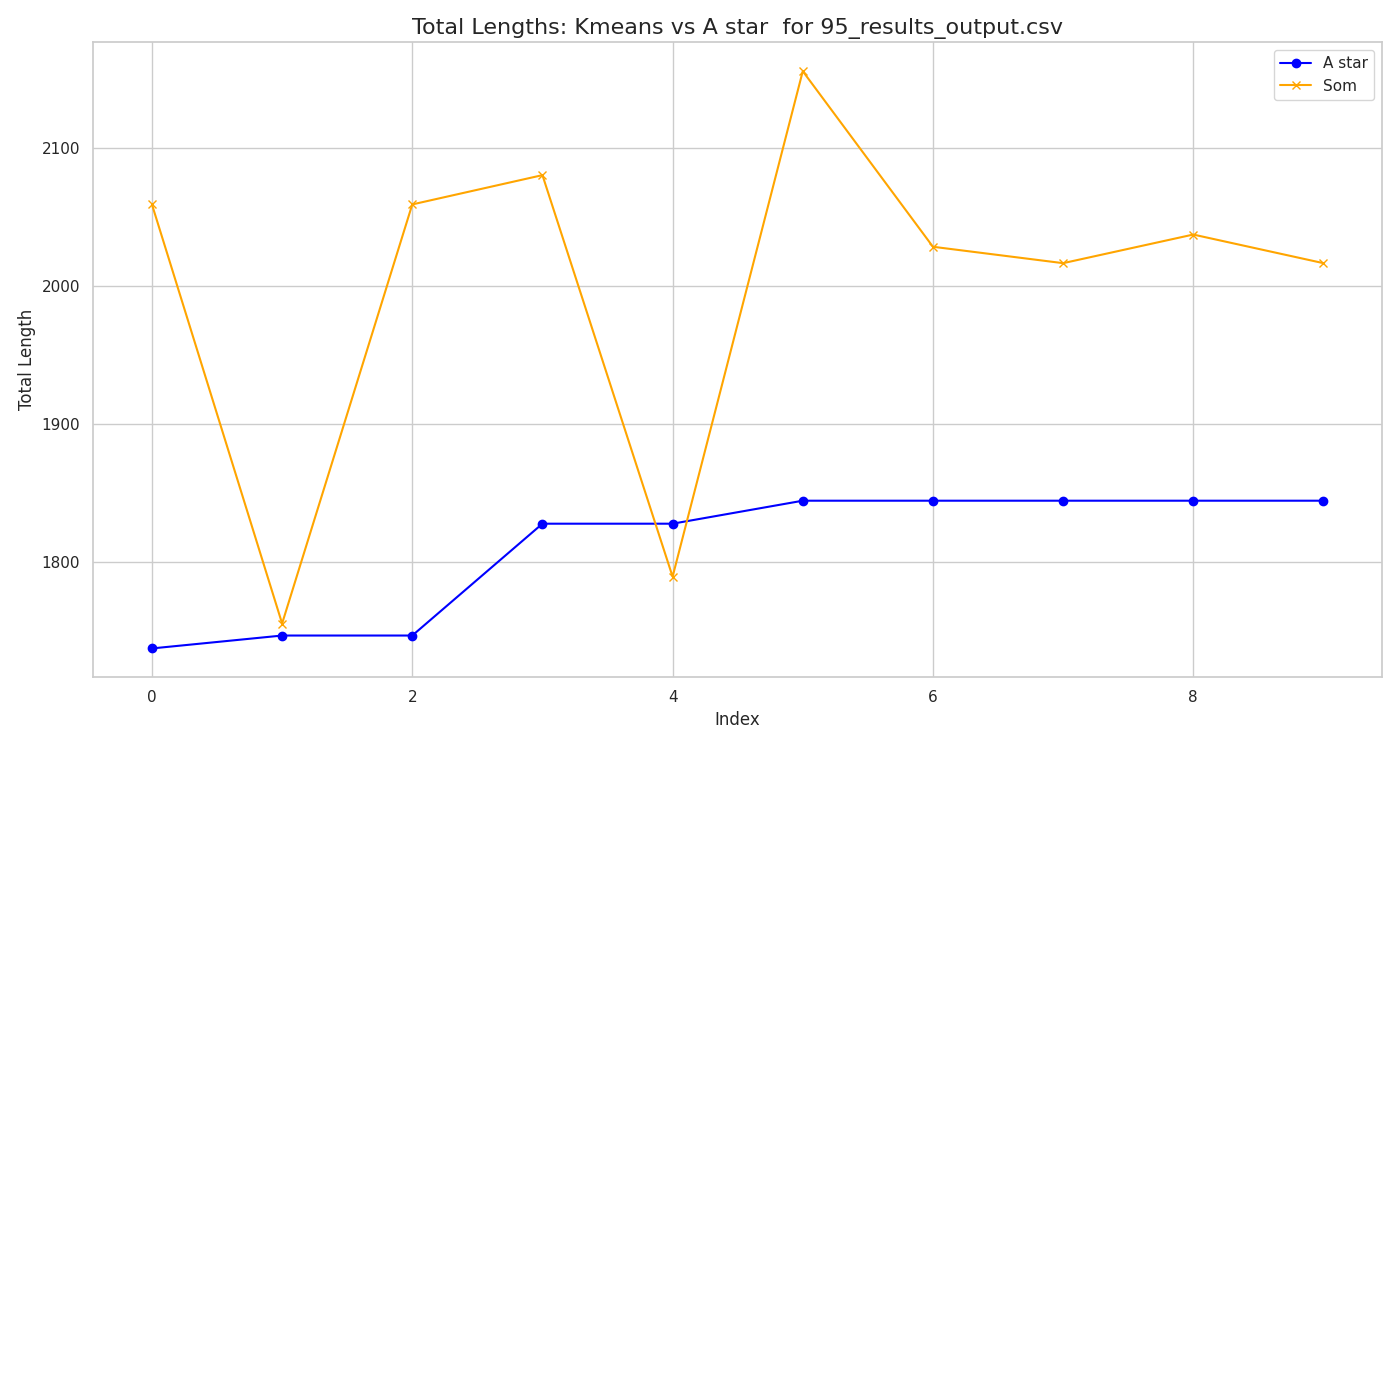 Total Lengths: Kmeans vs A star  for 95_results_output.csv
A star
Som
Total Length
2100
2000
1900
1800
0 2 4 6 8
Index